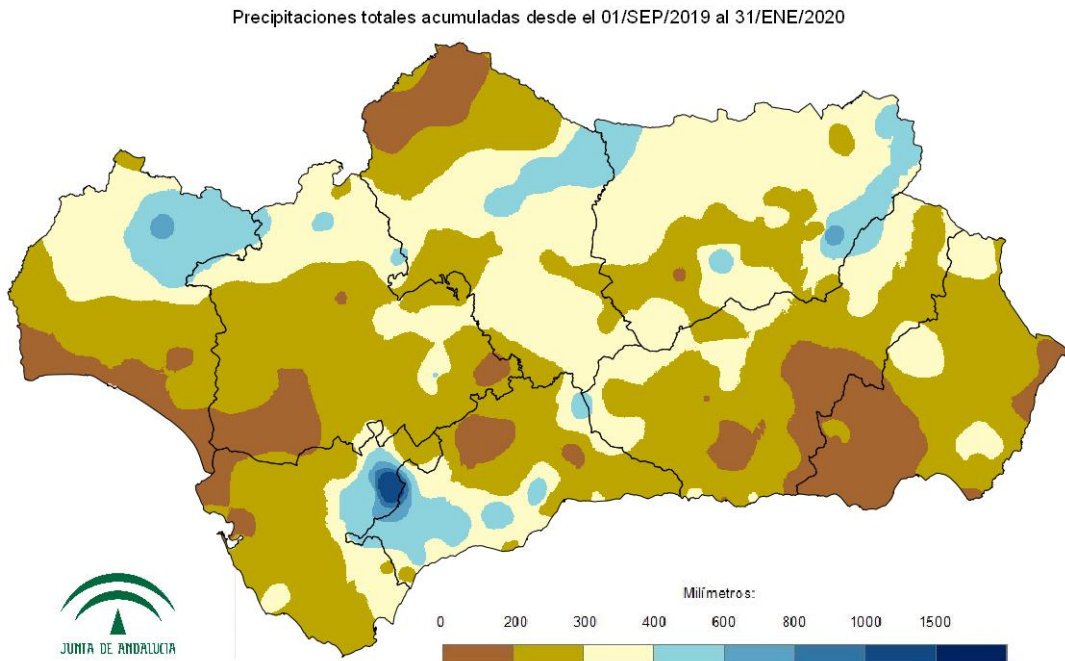 Precipitaciones totales acumuladas desde el 01/SEP/2019 al 31/ENE/2020
Milímetros:
0 200 300 400 600 800 1000 1500
JUNTA DE ANDALUCIA